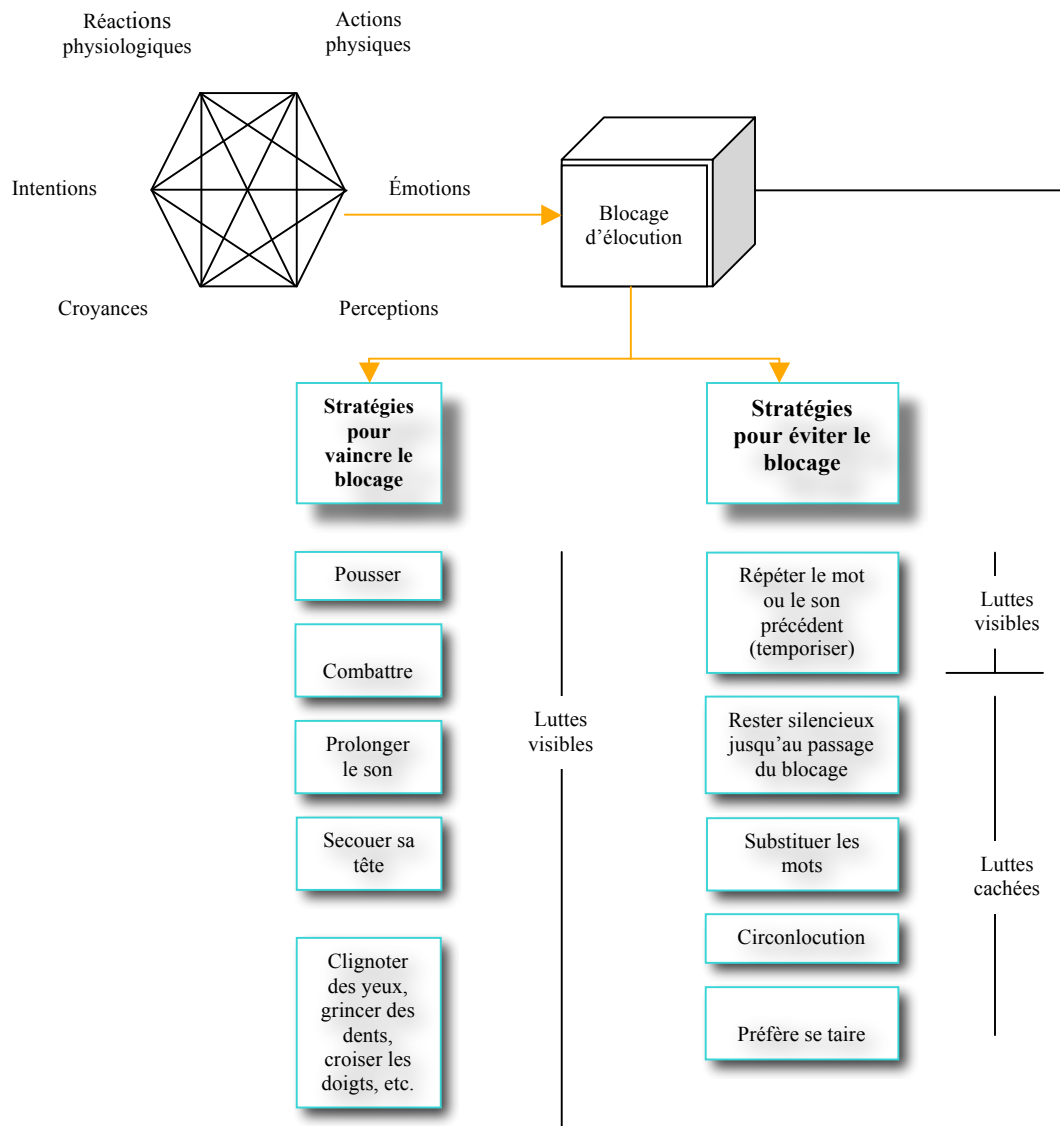 Réactions
physiologiques
Actions
physiques
Intentions
Émotions
Croyances
Perceptions
Blocage
d’élocution
Stratégies
pour
vaincre le
blocage
Stratégies
pour éviter le
blocage
Pousser
Combattre
Prolonger
le son
Secouer sa
tête
Clignoter
des yeux,
grincer des
dents,
croiser les
doigts, etc.
Luttes
visibles
Répéter le mot
ou le son
précédent
(temporiser)
Rester silencieux
jusqu’au passage
du blocage
Substituer les
mots
Circonlocution
Préfère se taire
Luttes
visibles
Luttes
cachées